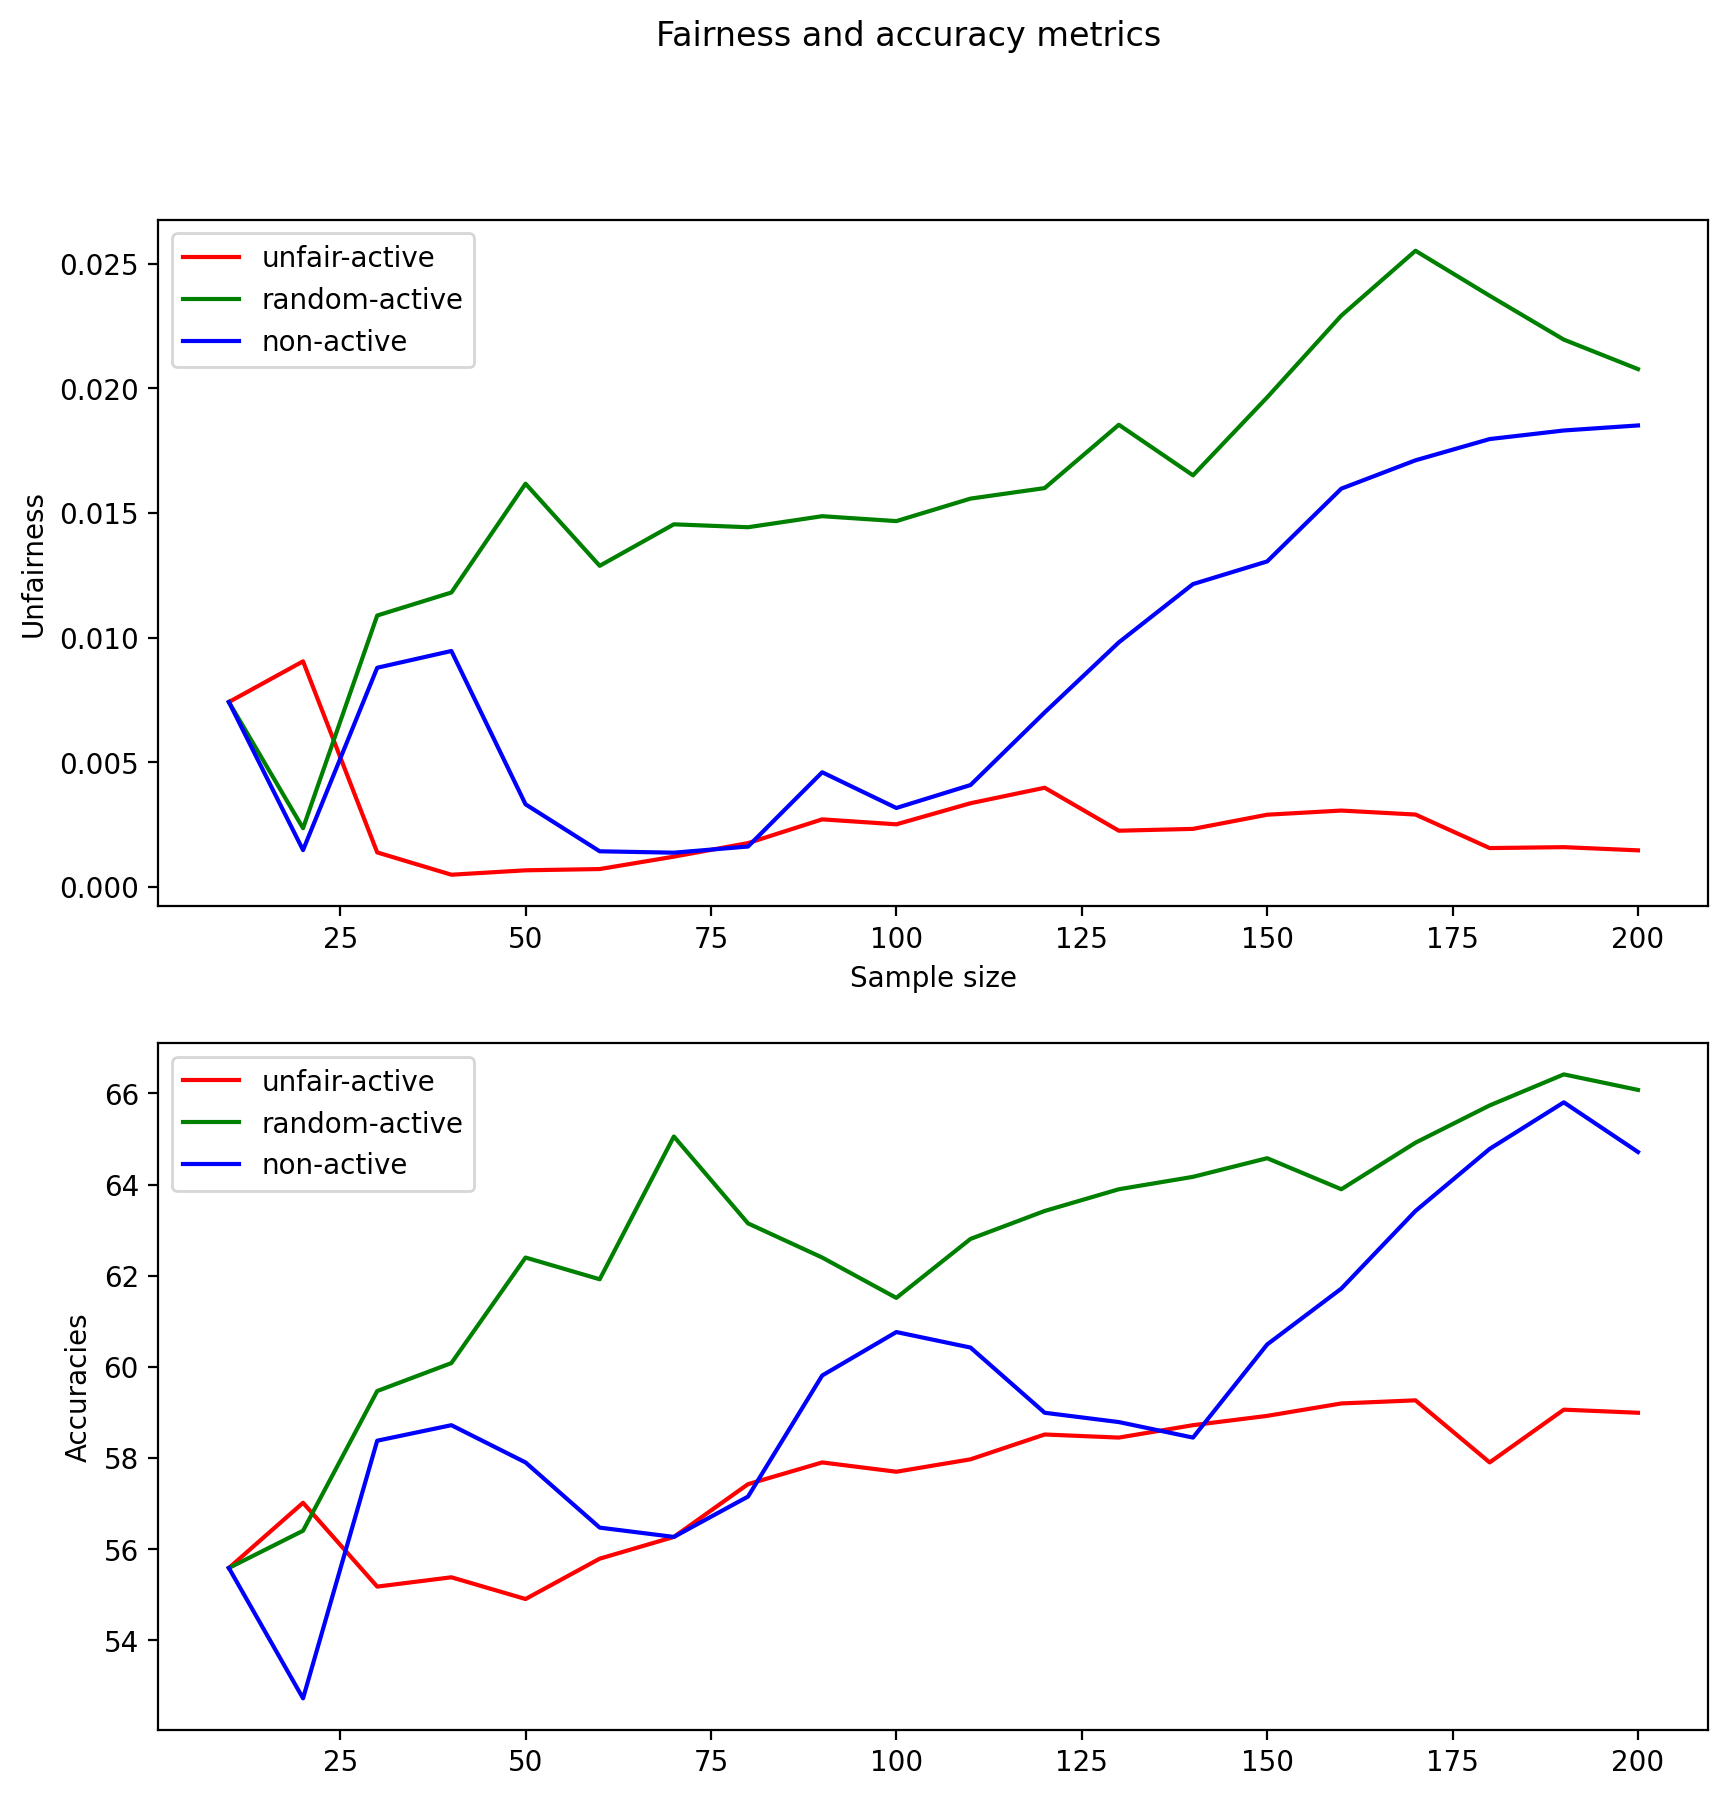 Fairness and accuracy metrics
unfair-active
random-active
non-active
0.025
0.020
0.015
0.010
0.005
0.000
Unfairness
25 50 75 100 125 150 175 200
Sample size
unfair-active
random-active
non-active
66
64
62
60
58
56
54
Accuracies
25 50 75 100 125 150 175 200